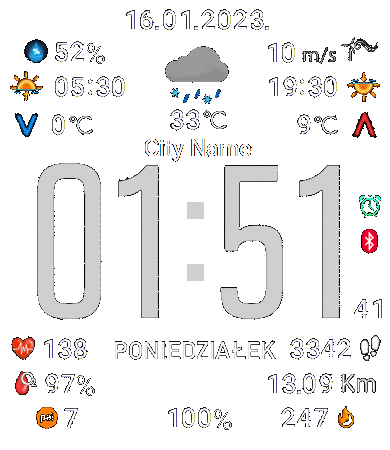 16.01.2023.
52% 10 m/s
05:30 19:30
0°C 33°C 9°C
City Name
01:51
41
138 PONIEDZIAŁEK 3342
97% 13.09 Km
7 100% 247